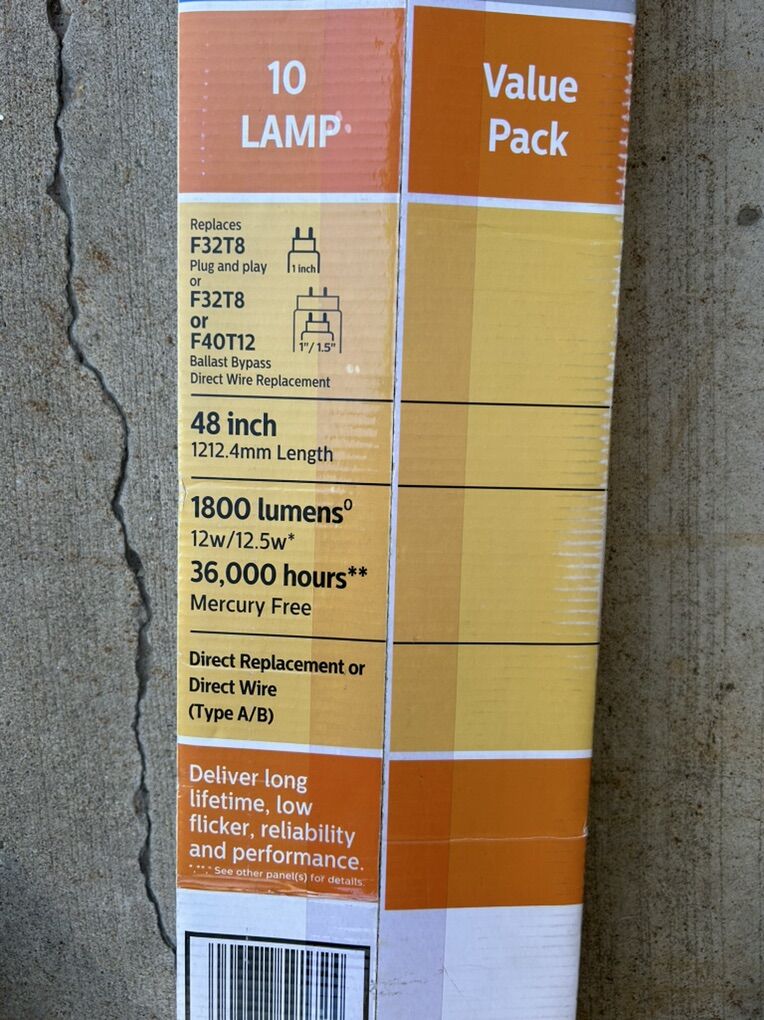 10
LAMP
Value
Pack
Replaces
F32T8
Plug and play
1 inch
or
F32T8
or
F40T12
1"/1.5"
Ballast Bypass
Direct Wire Replacement
48 inch
1212.4mm Length
1800 lumens⁰
12w/12.5w*
36,000 hours**
Mercury Free
Direct Replacement or
Direct Wire
(Type A/B)
Deliver long
lifetime, low
flicker, reliability
and performance.
See other panel(s) for details.